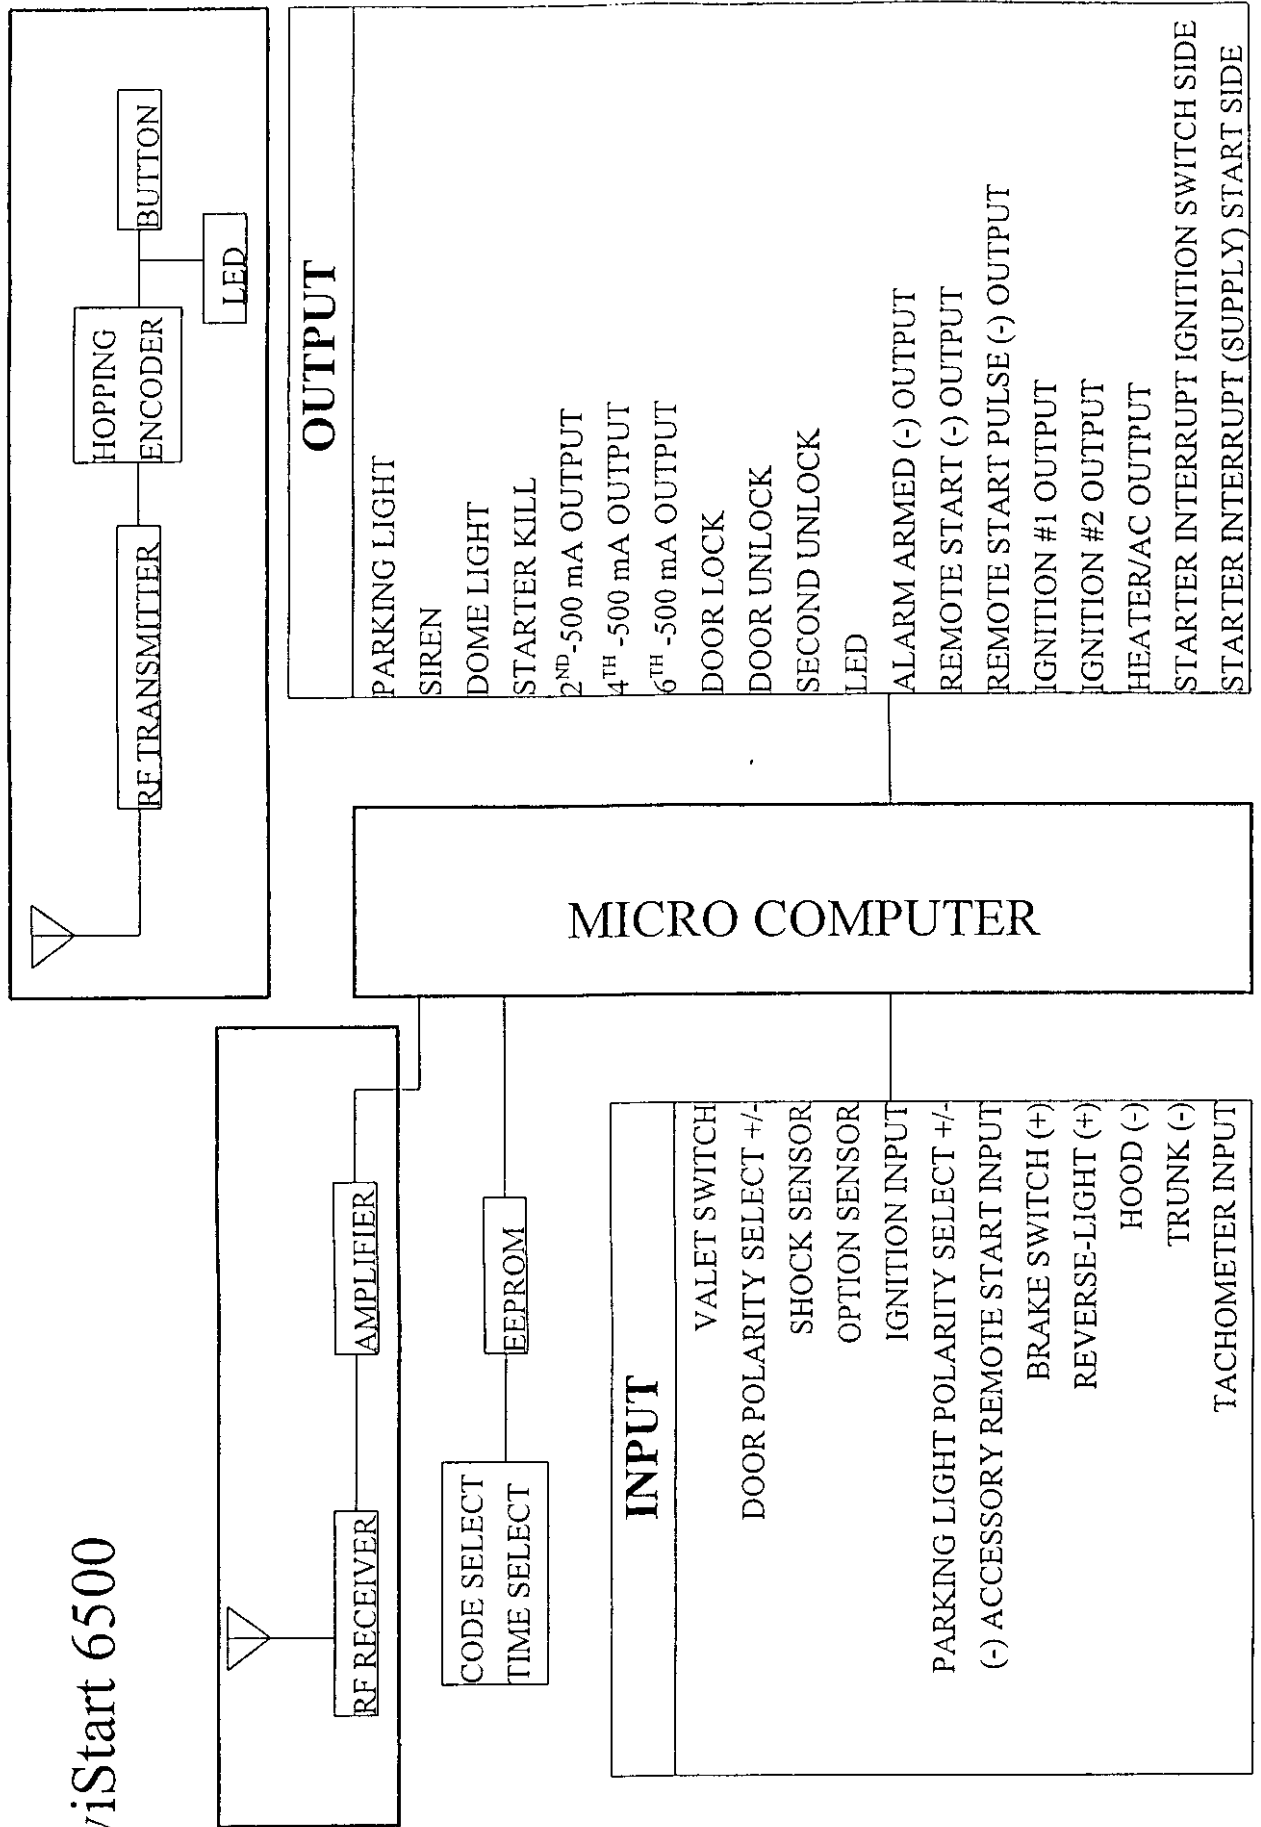 viStart 6500
RF RECEIVER
AMPLIFIER
CODE SELECT
TIME SELECT
EEPROM
INPUT
VALET SWITCH
DOOR POLARITY SELECT +/-
SHOCK SENSOR
OPTION SENSOR
IGNITION INPUT
PARKING LIGHT POLARITY SELECT +/-
(-) ACCESSORY REMOTE START INPUT
BRAKE SWITCH (+)
REVERSE-LIGHT (+)
HOOD (-)
TRUNK (-)
TACHOMETER INPUT
MICRO COMPUTER
RF TRANSMITTER
HOPPING
ENCODER
BUTTON
LED
OUTPUT
PARKING LIGHT
SIREN
DOME LIGHT
STARTER KILL
2ND -500 mA OUTPUT
4TH -500 mA OUTPUT
6TH -500 mA OUTPUT
DOOR LOCK
DOOR UNLOCK
SECOND UNLOCK
LED
ALARM ARMED (-) OUTPUT
REMOTE START (-) OUTPUT
REMOTE START PULSE (-) OUTPUT
IGNITION #1 OUTPUT
IGNITION #2 OUTPUT
HEATER/AC OUTPUT
STARTER INTERRUPT IGNITION SWITCH SIDE
STARTER INTERRUPT (SUPPLY) START SIDE